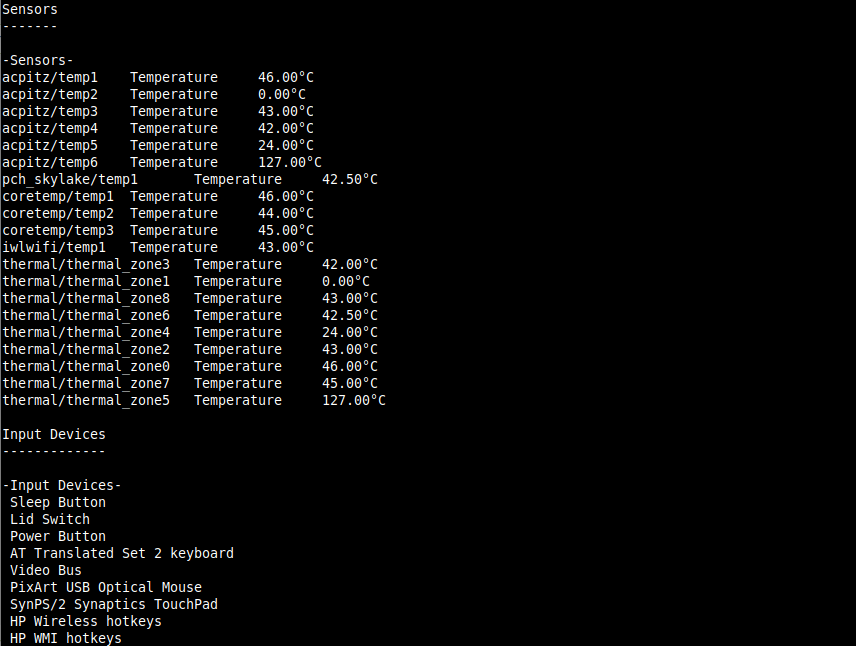 Sensors
-------
-Sensors-
acpitz/temp1    Temperature     46.00°C
acpitz/temp2    Temperature     0.00°C
acpitz/temp3    Temperature     43.00°C
acpitz/temp4    Temperature     42.00°C
acpitz/temp5    Temperature     24.00°C
acpitz/temp6    Temperature     127.00°C
pch_skylake/temp1       Temperature     42.50°C
coretemp/temp1  Temperature     46.00°C
coretemp/temp2  Temperature     44.00°C
coretemp/temp3  Temperature     45.00°C
iwlwifi/temp1   Temperature     43.00°C
thermal/thermal_zone3   Temperature     42.00°C
thermal/thermal_zone1   Temperature     0.00°C
thermal/thermal_zone8   Temperature     43.00°C
thermal/thermal_zone6   Temperature     42.50°C
thermal/thermal_zone4   Temperature     24.00°C
thermal/thermal_zone2   Temperature     43.00°C
thermal/thermal_zone0   Temperature     46.00°C
thermal/thermal_zone7   Temperature     45.00°C
thermal/thermal_zone5   Temperature     127.00°C
Input Devices
-------------
-Input Devices-
 Sleep Button
 Lid Switch
 Power Button
 AT Translated Set 2 keyboard
 Video Bus
 PixArt USB Optical Mouse
 SynPS/2 Synaptics TouchPad
 HP Wireless hotkeys
 HP WMI hotkeys